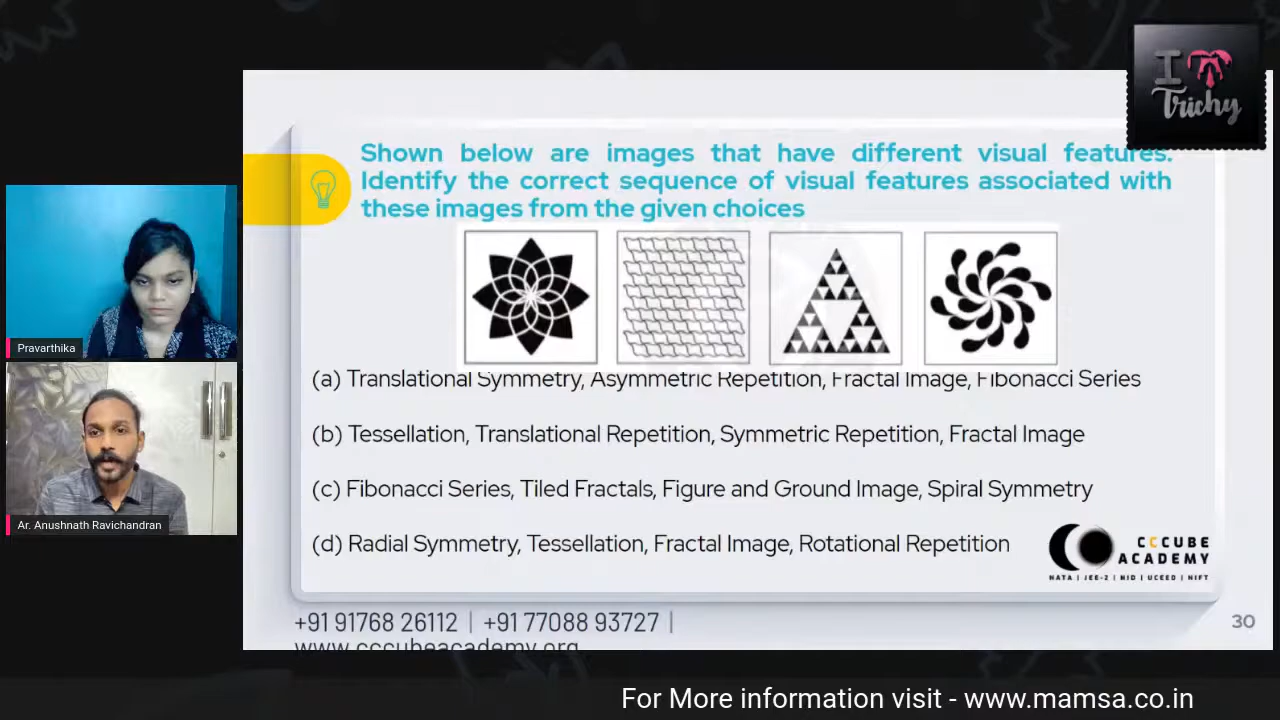 I
Trichy
Shown below are images that have different visual features.
Identify the correct sequence of visual features associated with
these images from the given choices
(a) Translational Symmetry, Asymmetric Repetition, Fractal Image, Fibonacci Series
(b) Tessellation, Translational Repetition, Symmetric Repetition, Fractal Image
(c) Fibonacci Series, Tiled Fractals, Figure and Ground Image, Spiral Symmetry
(d) Radial Symmetry, Tessellation, Fractal Image, Rotational Repetition
CCCUBE
ACADEMY
NATA | JEE-2 | NID | UCEED | NIFT
Pravarthika
Ar. Anushnath Ravichandran
+91 91768 26112 | +91 77088 93727 |
www.cccubeacademy.org
30
For More information visit - www.mamsa.co.in